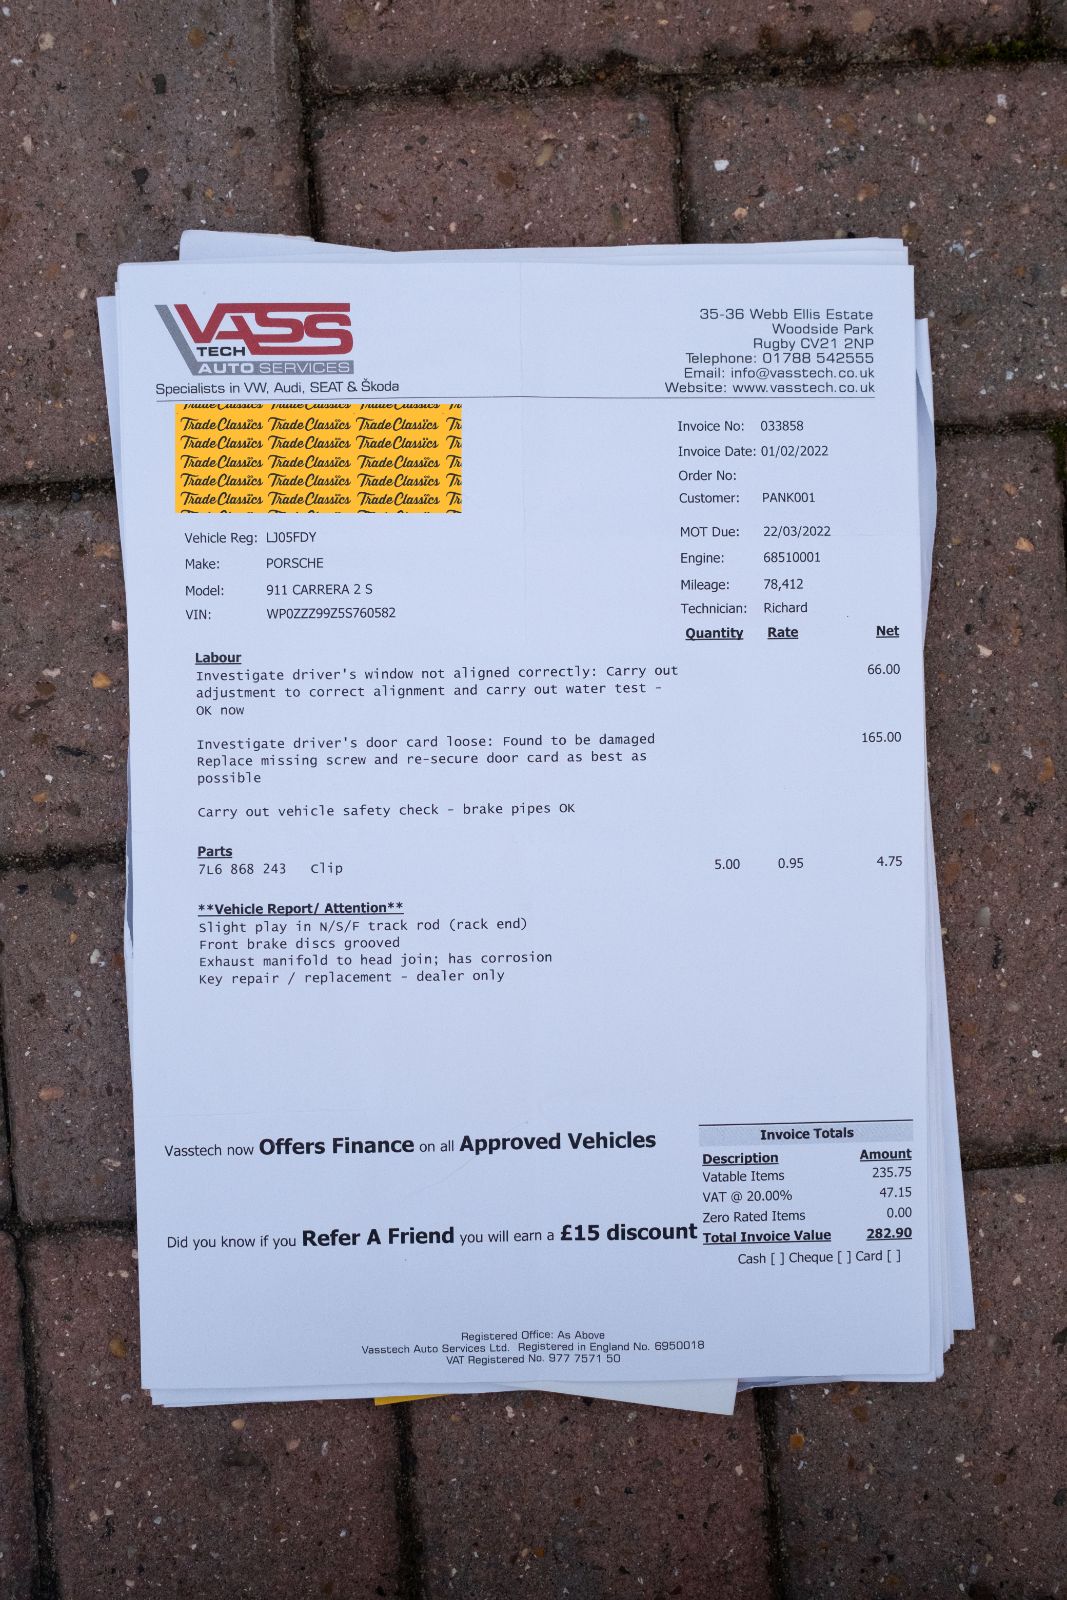 VASS
TECH
AUTO SERVICES
Specialists in VW, Audi, SEAT & Škoda
35-36 Webb Ellis Estate
Woodside Park
Rugby CV21 2NP
Telephone: 01788 542555
Email: info@vasstech.co.uk
Website: www.vasstech.co.uk
Trade Classics Trade Classics Trade Classics Tr
Trade Classics Trade Classics Trade Classics Tr
Trade Classics Trade Classics Trade Classics Tr
Trade Classics Trade Classics Trade Classics Tr
Trade Classics Trade Classics Trade Classics Tr
Trade Classics Trade Classics Trade Classics Tr
Invoice No: 033858
Invoice Date: 01/02/2022
Order No:
Customer: PANK001
Vehicle Reg: LJ05FDY
Make: PORSCHE
Model: 911 CARRERA 2 S
VIN: WP0ZZZ99Z5S760582
MOT Due: 22/03/2022
Engine: 68510001
Mileage: 78,412
Technician: Richard
Quantity Rate Net
Labour
Investigate driver's window not aligned correctly: Carry out 66.00
adjustment to correct alignment and carry out water test -
OK now
Investigate driver's door card loose: Found to be damaged 165.00
Replace missing screw and re-secure door card as best as
possible
Carry out vehicle safety check - brake pipes OK
Parts
7L6 868 243 Clip 5.00 0.95 4.75
**Vehicle Report/ Attention**
Slight play in N/S/F track rod (rack end)
Front brake discs grooved
Exhaust manifold to head join; has corrosion
Key repair / replacement - dealer only
Vasstech now Offers Finance on all Approved Vehicles
Did you know if you Refer A Friend you will earn a £15 discount
Invoice Totals
Description Amount
Vatable Items 235.75
VAT @ 20.00% 47.15
Zero Rated Items 0.00
Total Invoice Value 282.90
Cash [ ] Cheque [ ] Card [ ]
Registered Office: As Above
Vasstech Auto Services Ltd. Registered in England No. 6950018
VAT Registered No. 977 7571 50